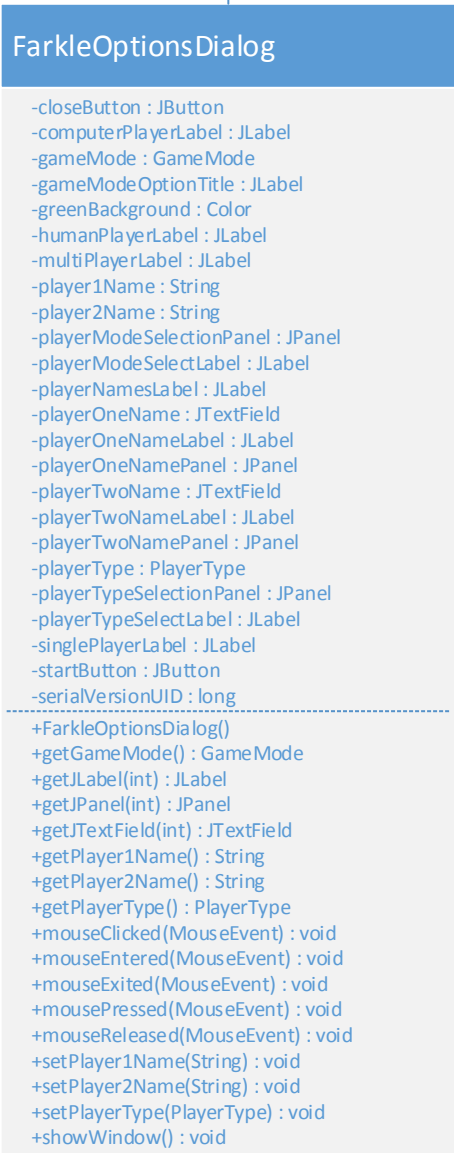 FarkleOptionsDialog
-closeButton : JButton
-computerPlayerLabel : JLabel
-gameMode : GameMode
-gameModeOptionTitle : JLabel
-greenBackground : Color
-humanPlayerLabel : JLabel
-multiPlayerLabel : JLabel
-player1Name : String
-player2Name : String
-playerModeSelectionPanel : JPanel
-playerModeSelectLabel : JLabel
-playerNamesLabel : JLabel
-playerOneName : JTextField
-playerOneNameLabel : JLabel
-playerOneNamePanel : JPanel
-playerTwoName : JTextField
-playerTwoNameLabel : JLabel
-playerTwoNamePanel : JPanel
-playerType : PlayerType
-playerTypeSelectionPanel : JPanel
-playerTypeSelectLabel : JLabel
-singlePlayerLabel : JLabel
-startButton : JButton
-serialVersionUID : long
+FarkleOptionsDialog()
+getGameMode() : GameMode
+getJLabel(int) : JLabel
+getJPanel(int) : JPanel
+getJTextField(int) : JTextField
+getPlayer1Name() : String
+getPlayer2Name() : String
+getPlayerType() : PlayerType
+mouseClicked(MouseEvent) : void
+mouseEntered(MouseEvent) : void
+mouseExited(MouseEvent) : void
+mousePressed(MouseEvent) : void
+mouseReleased(MouseEvent) : void
+setPlayer1Name(String) : void
+setPlayer2Name(String) : void
+setPlayerType(PlayerType) : void
+showWindow() : void